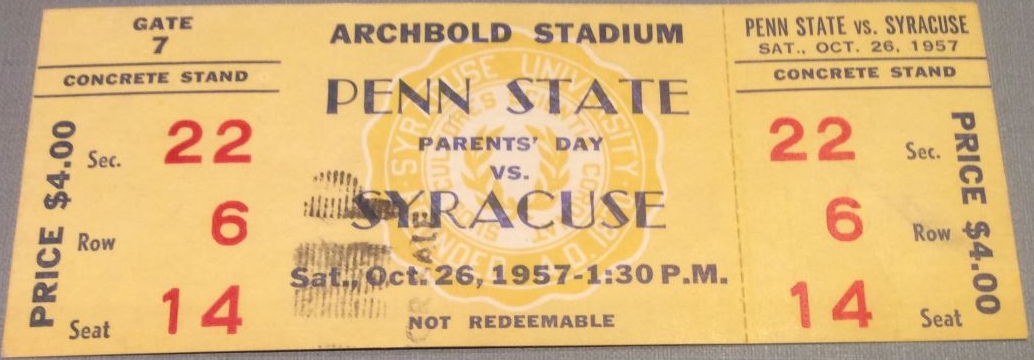 GATE
7
CONCRETE STAND
PRICE $4.00
Sec. 22
Row 6
Seat 14
ARCHBOLD STADIUM
PENN STATE
PARENTS' DAY
VS.
SYRACUSE
Sat., Oct. 26, 1957-1:30 P.M.
NOT REDEEMABLE
SYRACUSE UNIVERSITY
PENN STATE VS. SYRACUSE
SAT., OCT. 26, 1957
CONCRETE STAND
22 Sec.
6 Row
14 Seat
PRICE $4.00